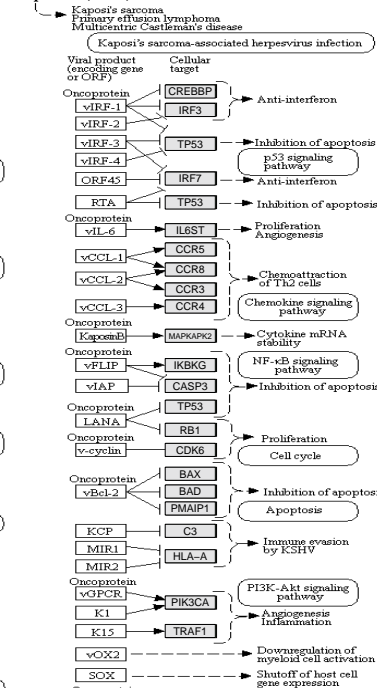 Kaposi's sarcoma
Primary effusion lymphoma
Multicentric Castleman's disease
Kaposi's sarcoma-associated herpesvirus infection
Viral product
(encoding gene
or ORF)
Cellular
target
Oncoprotein
vIRF-1
CREBBP
IRF3
Anti-interferon
vIRF-2
vIRF-3
TP53
Inhibition of apoptosis
vIRF-4
p53 signaling
pathway
ORF45
IRF7
Anti-interferon
RTA
TP53
Inhibition of apoptosis
Oncoprotein
vIL-6
IL6ST
Proliferation
Angiogenesis
vCCL-1
CCR5
CCR8
vCCL-2
CCR3
Chemoattraction
of Th2 cells
vCCL-3
CCR4
Chemokine signaling
pathway
Oncoprotein
KaposinB
MAPKAPK2
Cytokine mRNA
stability
Oncoprotein
vFLIP
IKBKG
NF-κB signaling
pathway
vIAP
CASP3
Inhibition of apoptosis
Oncoprotein
LANA
TP53
RB1
Oncoprotein
v-cyclin
CDK6
Proliferation
Cell cycle
Oncoprotein
vBcl-2
BAX
BAD
PMAIP1
Inhibition of apoptosis
Apoptosis
KCP
C3
MIR1
HLA-A
MIR2
Immune evasion
by KSHV
Oncoprotein
vGPCR
PIK3CA
PI3K-Akt signaling
pathway
K1
K15
TRAF1
Angiogenesis
Inflammation
vOX2
Downregulation of
myeloid cell activation
SOX
Shutoff of host cell
gene expression